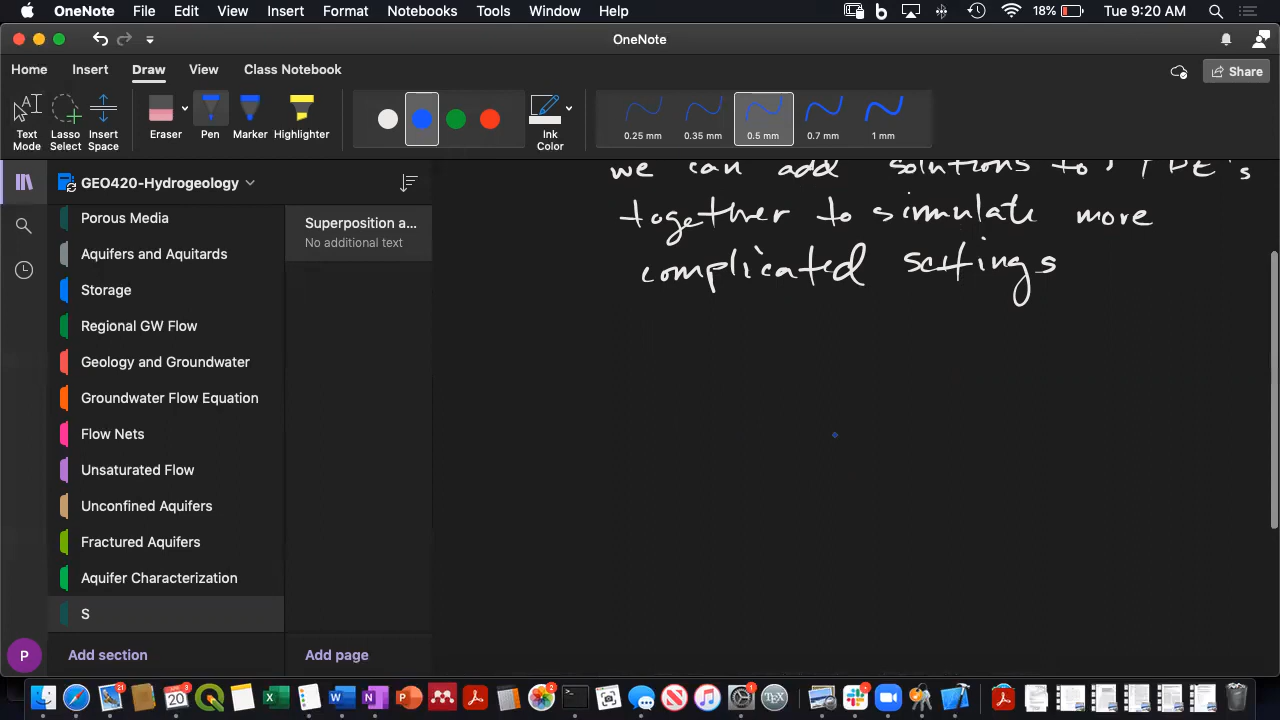 OneNote File Edit View Insert Format Notebooks Tools Window Help 18% Tue 9:20 AM
OneNote
Home Insert Draw View Class Notebook Share
Text Mode Lasso Select Insert Space Eraser Pen Marker Highlighter Ink Color 0.25 mm 0.35 mm 0.5 mm 0.7 mm 1 mm
GEO420-Hydrogeology
Porous Media
Aquifers and Aquitards
Storage
Regional GW Flow
Geology and Groundwater
Groundwater Flow Equation
Flow Nets
Unsaturated Flow
Unconfined Aquifers
Fractured Aquifers
Aquifer Characterization
S
Add section
P
Superposition a...
No additional text
Add page
we can add solutions to PDE's
together to simulate more
complicated settings